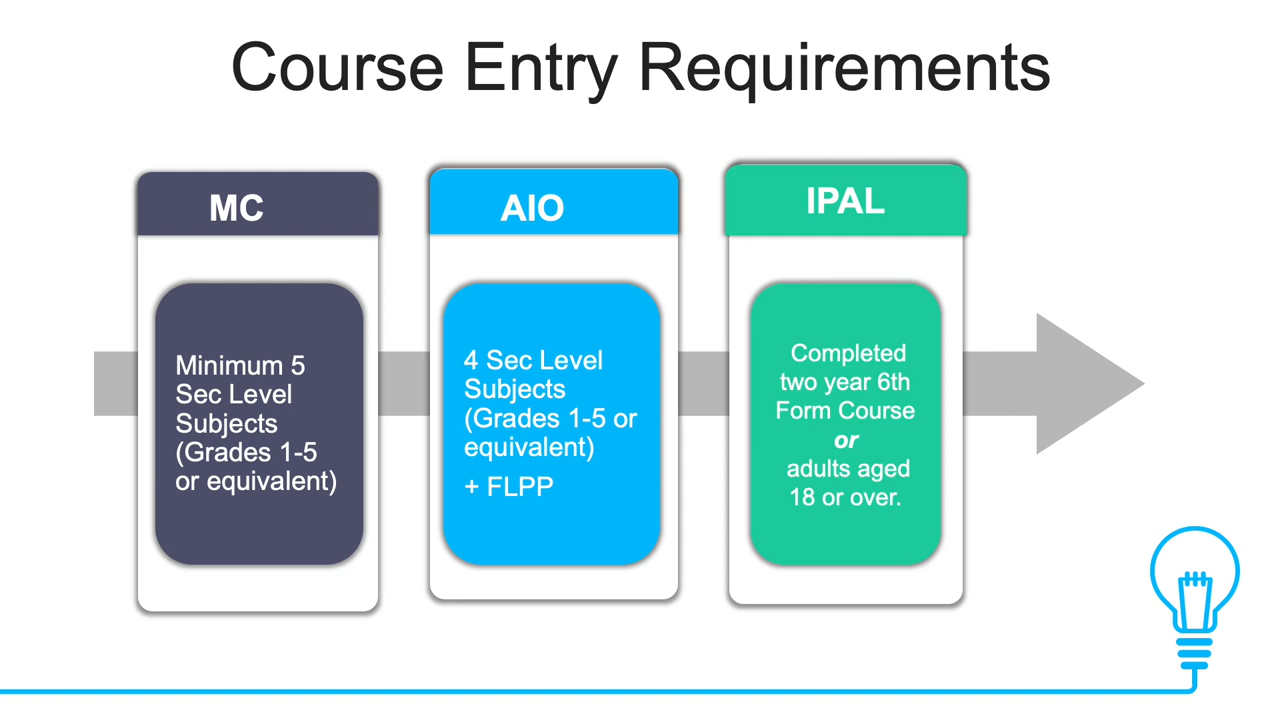 Course Entry Requirements
MC
Minimum 5
Sec Level
Subjects
(Grades 1-5
or equivalent)
AIO
4 Sec Level
Subjects
(Grades 1-5 or
equivalent)
+ FLPP
IPAL
Completed
two year 6th
Form Course
or
adults aged
18 or over.